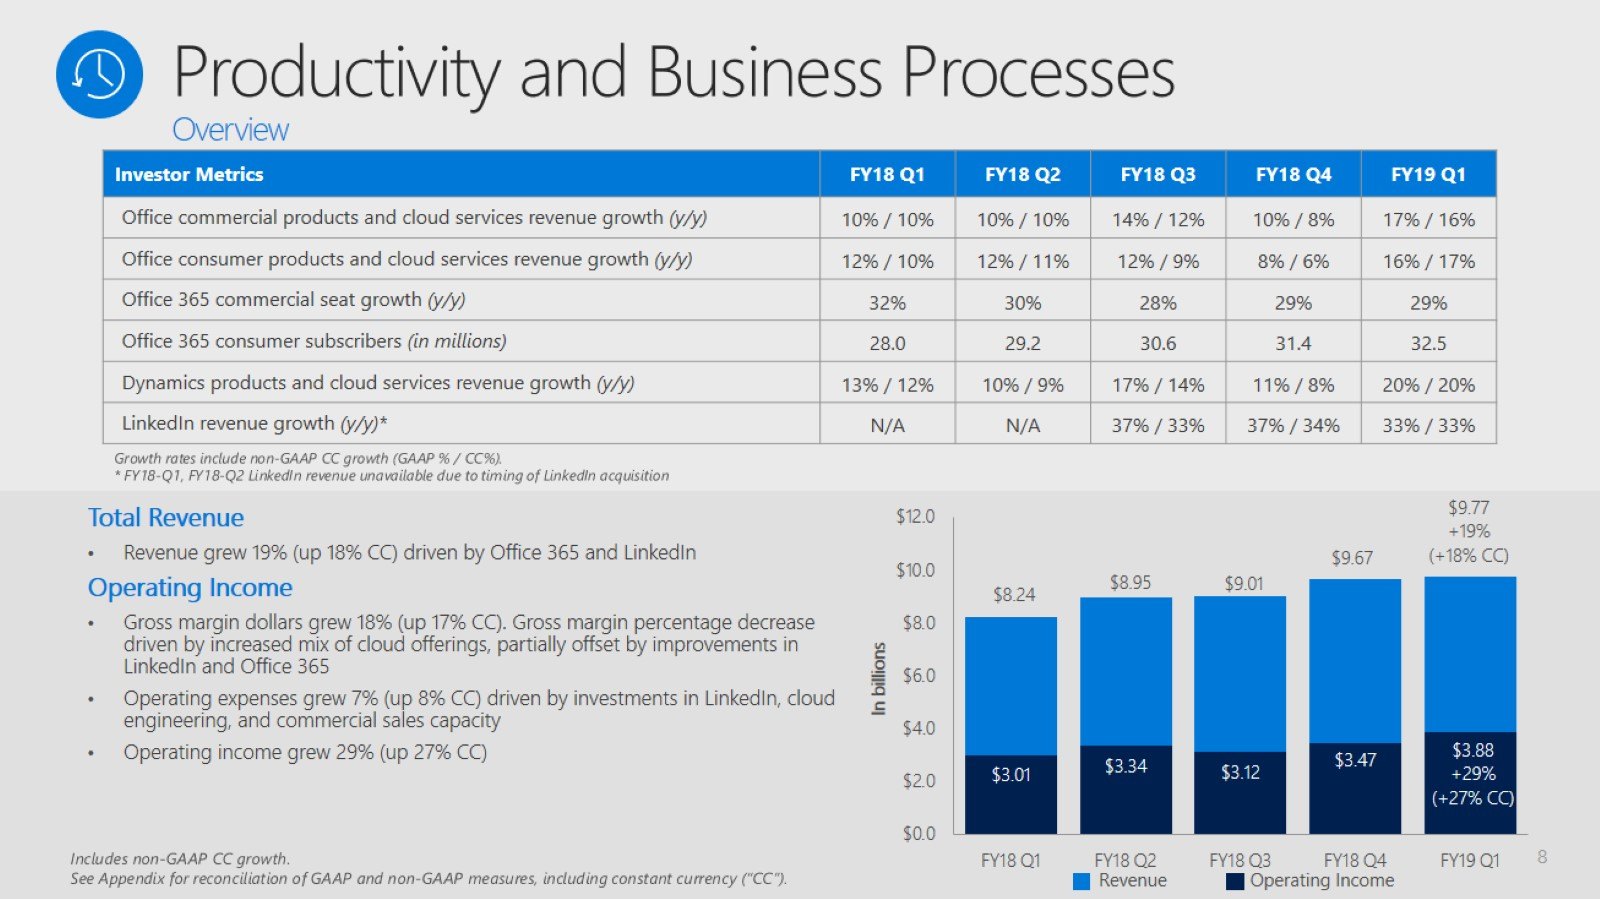 Productivity and Business Processes
Overview
Investor Metrics FY18 Q1 FY18 Q2 FY18 Q3 FY18 Q4 FY19 Q1
Office commercial products and cloud services revenue growth (y/y) 10% / 10% 10% / 10% 14% / 12% 10% / 8% 17% / 16%
Office consumer products and cloud services revenue growth (y/y) 12% / 10% 12% / 11% 12% / 9% 8% / 6% 16% / 17%
Office 365 commercial seat growth (y/y) 32% 30% 28% 29% 29%
Office 365 consumer subscribers (in millions) 28.0 29.2 30.6 31.4 32.5
Dynamics products and cloud services revenue growth (y/y) 13% / 12% 10% / 9% 17% / 14% 11% / 8% 20% / 20%
LinkedIn revenue growth (y/y)* N/A N/A 37% / 33% 37% / 34% 33% / 33%
Growth rates include non-GAAP CC growth (GAAP % / CC%).
* FY18-Q1, FY18-Q2 LinkedIn revenue unavailable due to timing of LinkedIn acquisition
Total Revenue
• Revenue grew 19% (up 18% CC) driven by Office 365 and LinkedIn
Operating Income
• Gross margin dollars grew 18% (up 17% CC). Gross margin percentage decrease
driven by increased mix of cloud offerings, partially offset by improvements in
LinkedIn and Office 365
• Operating expenses grew 7% (up 8% CC) driven by investments in LinkedIn, cloud
engineering, and commercial sales capacity
• Operating income grew 29% (up 27% CC)
Includes non-GAAP CC growth.
See Appendix for reconciliation of GAAP and non-GAAP measures, including constant currency ("CC").
In billions
$12.0
$10.0
$8.0
$6.0
$4.0
$2.0
$0.0
$8.24
$8.95
$9.01
$9.67
$9.77
+19%
(+18% CC)
$3.01
$3.34
$3.12
$3.47
$3.88
+29%
(+27% CC)
FY18 Q1 FY18 Q2 FY18 Q3 FY18 Q4 FY19 Q1
Revenue Operating Income
8